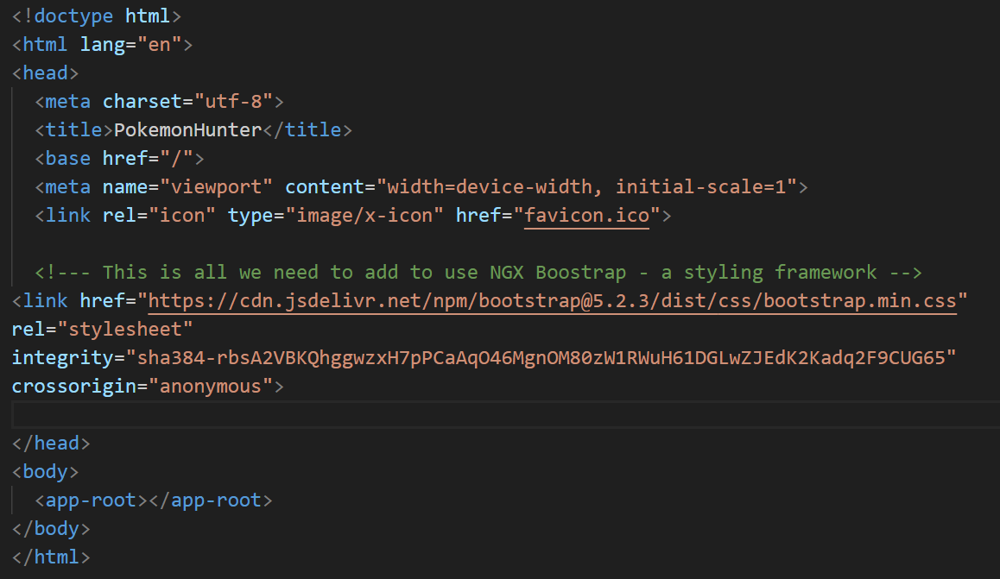 <!doctype html>
<html lang="en">
<head>
  <meta charset="utf-8">
  <title>PokemonHunter</title>
  <base href="/">
  <meta name="viewport" content="width=device-width, initial-scale=1">
  <link rel="icon" type="image/x-icon" href="favicon.ico">

  <!--- This is all we need to add to use NGX Boostrap - a styling framework -->
<link href="https://cdn.jsdelivr.net/npm/bootstrap@5.2.3/dist/css/bootstrap.min.css"
rel="stylesheet"
integrity="sha384-rbsA2VBKQhggwzxH7pPCaAqO46MgnOM80zW1RWuH61DGLwZJEdK2Kadq2F9CUG65"
crossorigin="anonymous">

</head>
<body>
  <app-root></app-root>
</body>
</html>